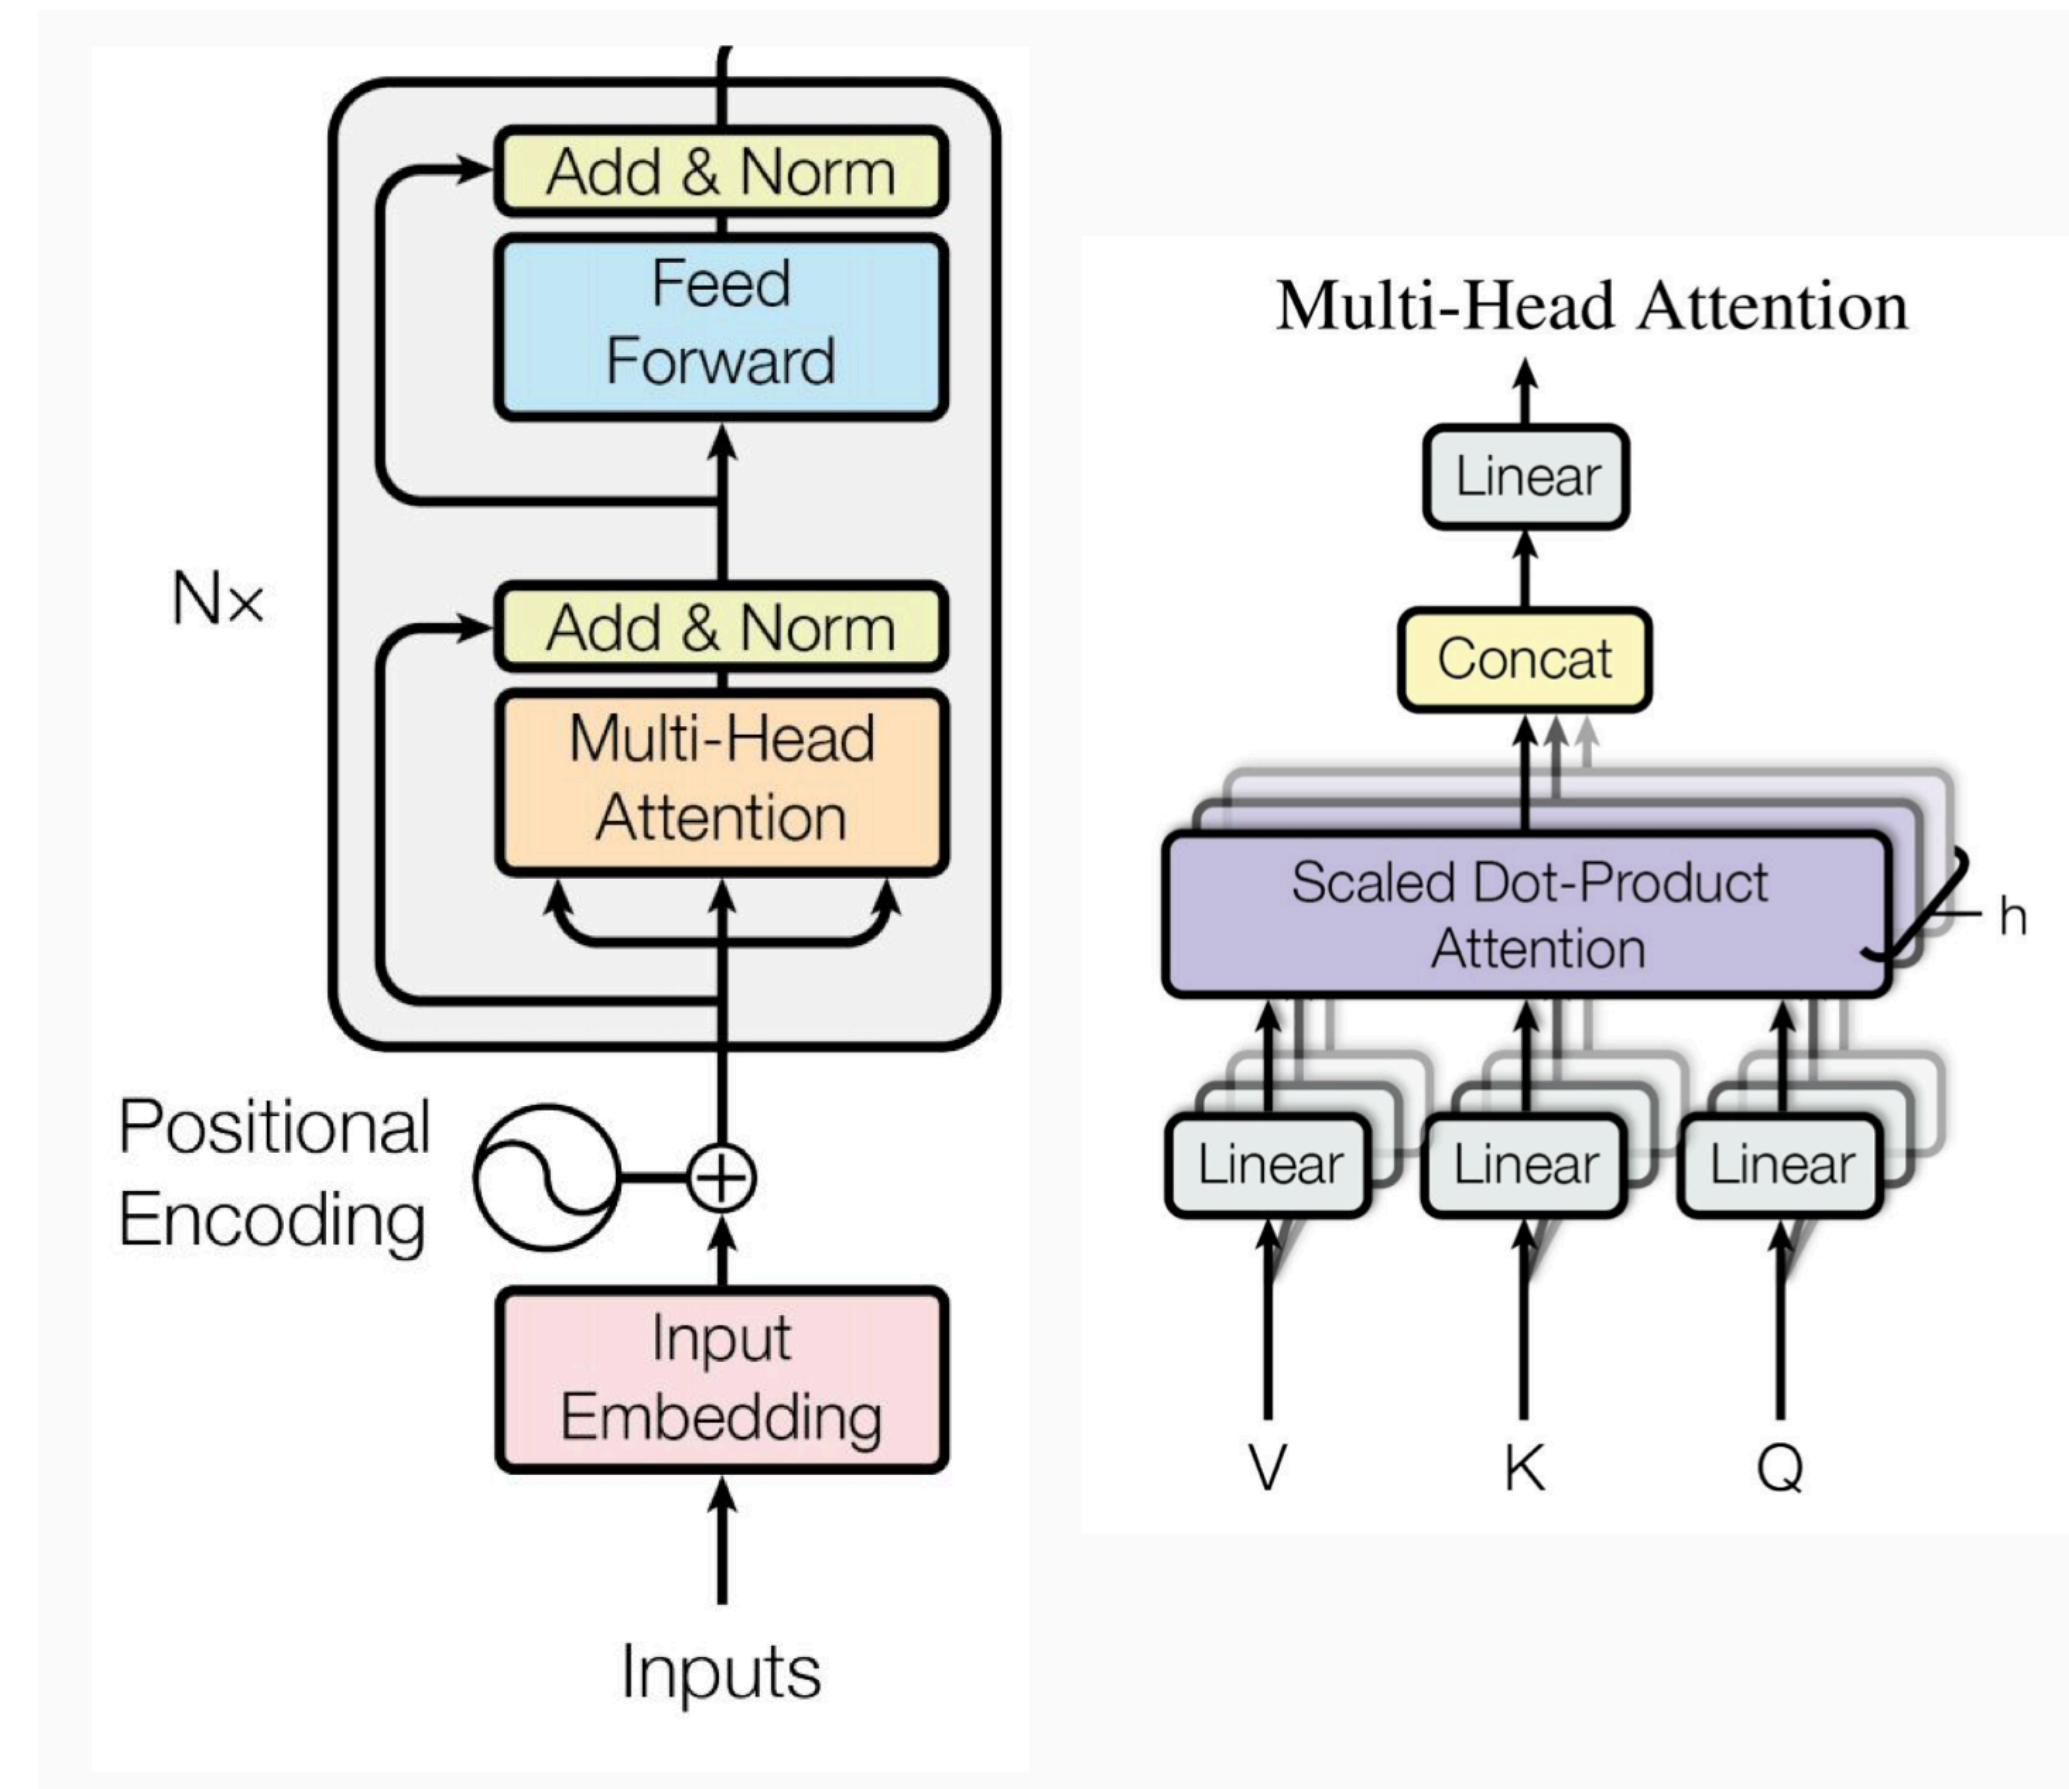 Add & Norm
Feed
Forward
Nx
Add & Norm
Multi-Head
Attention
Positional
Encoding
Input
Embedding
Inputs
Multi-Head Attention
Linear
Concat
Scaled Dot-Product
Attention
h
Linear
Linear
Linear
V
K
Q